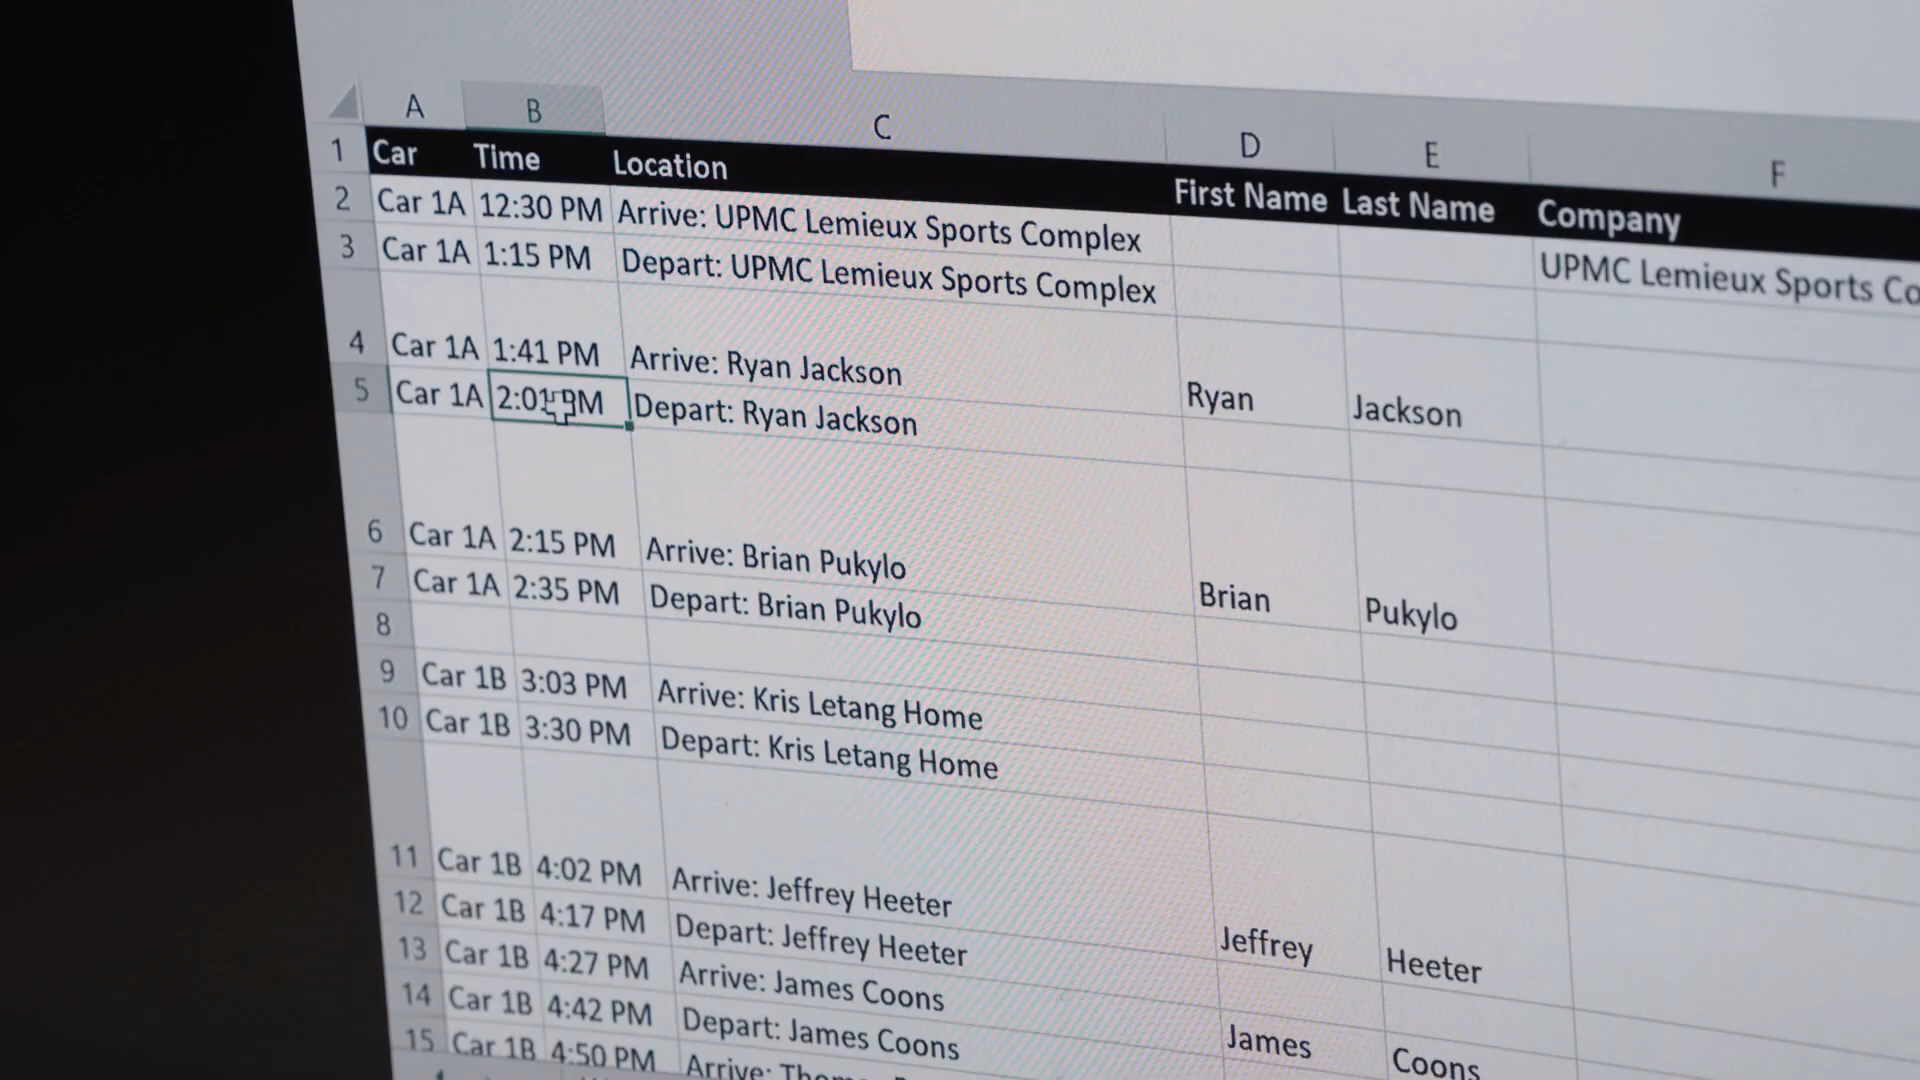 A B C D E F
1 Car Time Location First Name Last Name Company
2 Car 1A 12:30 PM Arrive: UPMC Lemieux Sports Complex UPMC Lemieux Sports Co
3 Car 1A 1:15 PM Depart: UPMC Lemieux Sports Complex
4 Car 1A 1:41 PM Arrive: Ryan Jackson Ryan Jackson
5 Car 1A 2:01 PM Depart: Ryan Jackson
6 Car 1A 2:15 PM Arrive: Brian Pukylo Brian Pukylo
7 Car 1A 2:35 PM Depart: Brian Pukylo
8
9 Car 1B 3:03 PM Arrive: Kris Letang Home
10 Car 1B 3:30 PM Depart: Kris Letang Home
11 Car 1B 4:02 PM Arrive: Jeffrey Heeter Jeffrey Heeter
12 Car 1B 4:17 PM Depart: Jeffrey Heeter
13 Car 1B 4:27 PM Arrive: James Coons James Coons
14 Car 1B 4:42 PM Depart: James Coons
15 Car 1B 4:50 PM Arrive: